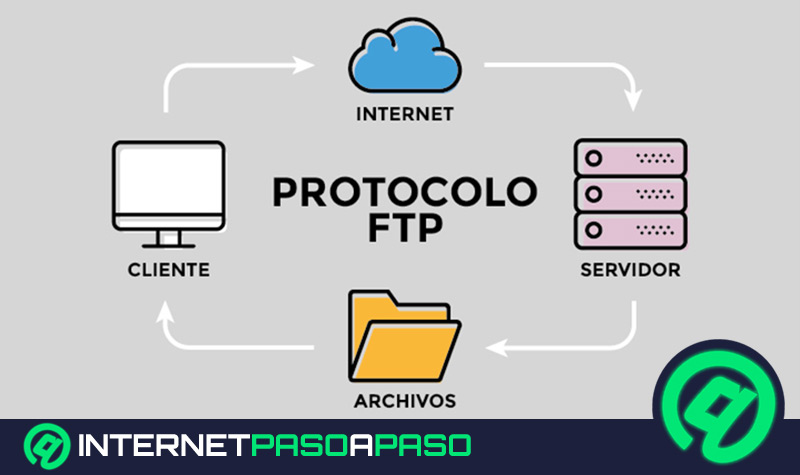 INTERNET
PROTOCOLO
FTP
CLIENTE
SERVIDOR
ARCHIVOS
INTERNETPASOAPASO